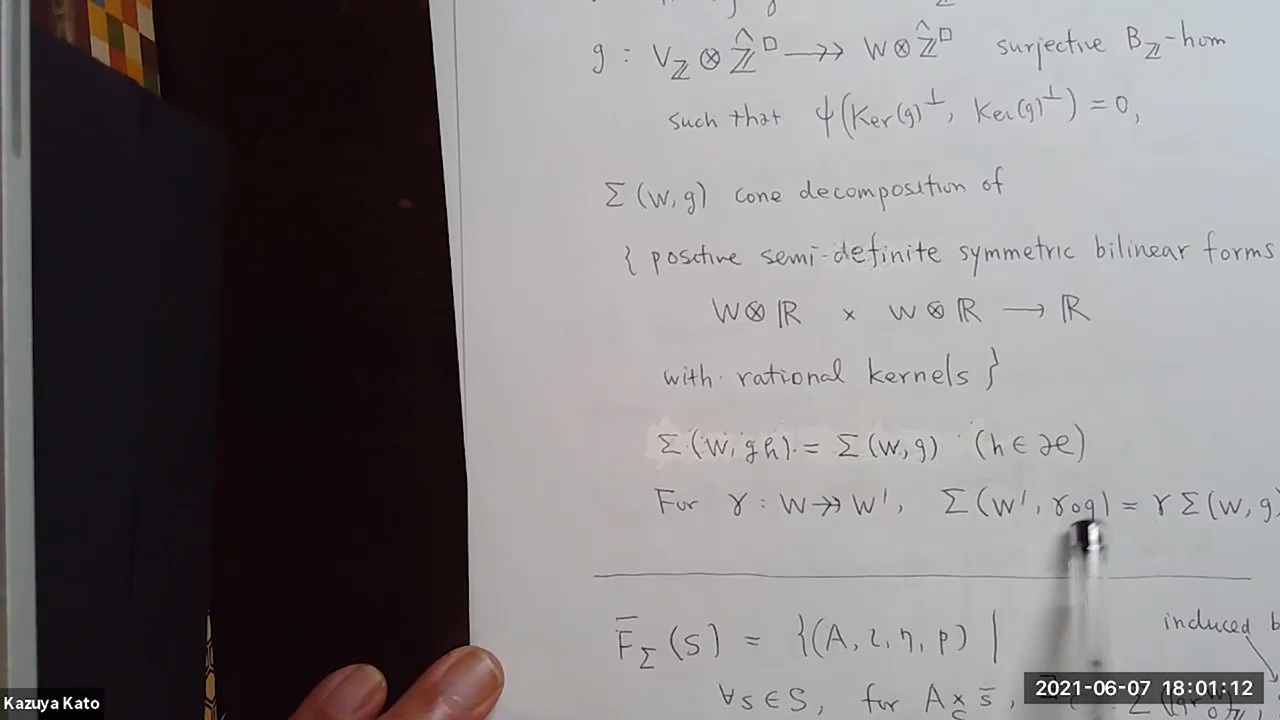 g : V_ℤ ⊗ ẑ^□ →→ W ⊗ ẑ^□ surjective B_ℤ-hom
such that ψ(Ker(g)^⊥, Ker(g)^⊥) = 0,
Σ(W, g) cone decomposition of
{ positive semi-definite symmetric bilinear forms
W⊗ℝ × W⊗ℝ → ℝ
with rational kernels }
Σ(W, gh) = Σ(W, g) (h ∈ ℋ)
For γ : W ↠ W', Σ(W', γ∘g) = γ Σ(W, g)
F̄_Σ(S) = {(A, ι, η, p) |
induced b
∀s ∈ S, for A ×_S s̄,
Kazuya Kato
2021-06-07 18:01:12